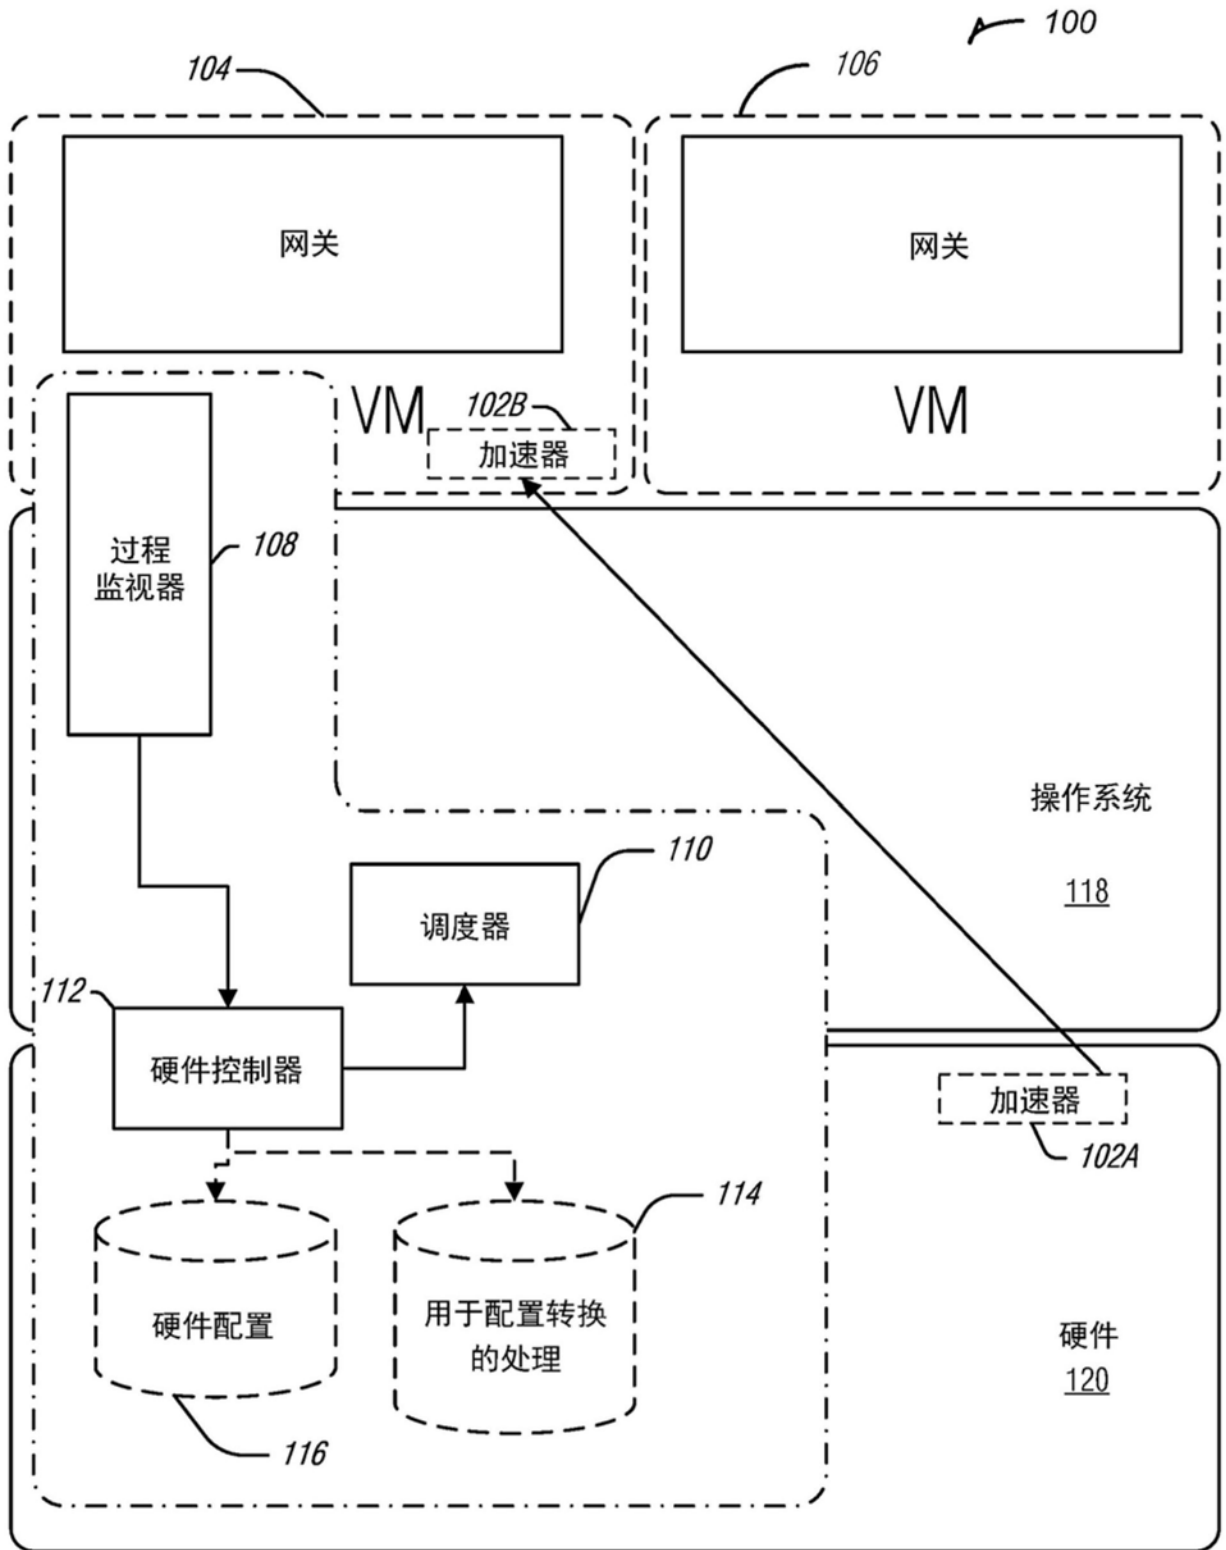 100
104
106
网关
网关
VM
102B
VM
加速器
过程
监视器
108
操作系统
118
110
调度器
112
硬件控制器
加速器
102A
114
硬件配置
用于配置转换
的处理
硬件
120
116